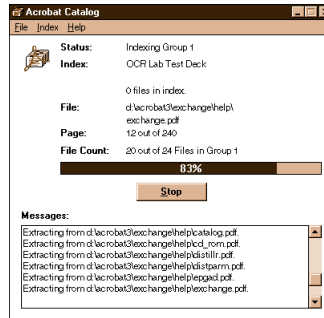 Acrobat Catalog
File Index Help
Status: Indexing Group 1
Index: OCR Lab Test Deck
0 files in index.
File: d:\acrobat3\exchange\help\
exchange.pdf
Page: 12 out of 240
File Count: 20 out of 24 Files in Group 1
83%
Stop
Messages:
Extracting from d:\acrobat3\exchange\help\catalog.pdf.
Extracting from d:\acrobat3\exchange\help\cd_rom.pdf.
Extracting from d:\acrobat3\exchange\help\distillr.pdf.
Extracting from d:\acrobat3\exchange\help\distparm.pdf.
Extracting from d:\acrobat3\exchange\help\epgad.pdf.
Extracting from d:\acrobat3\exchange\help\exchange.pdf.